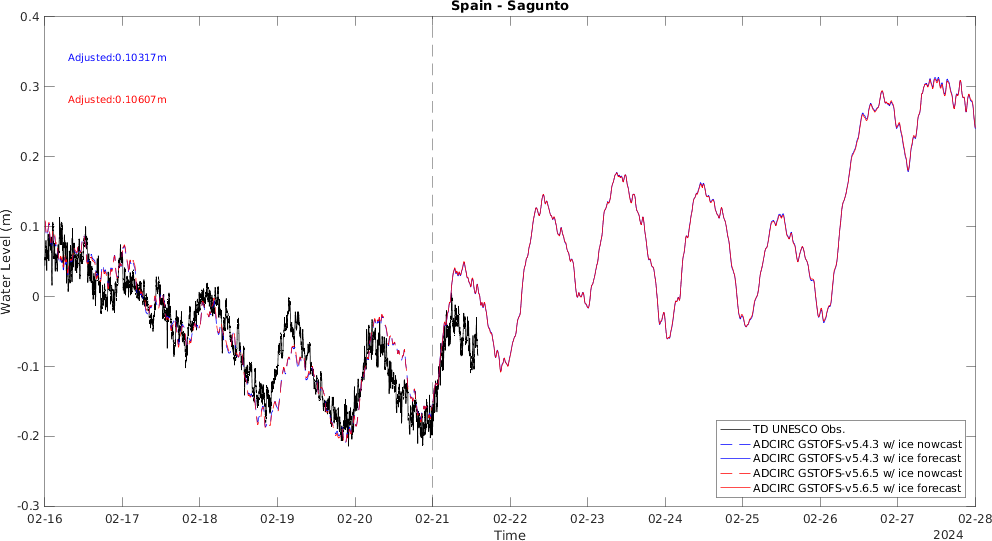 Spain - Sagunto
0.4
Adjusted:0.10317m
0.3
Adjusted:0.10607m
0.2
0.1
Water Level (m)
0
-0.1
-0.2
-0.3
TD UNESCO Obs.
ADCIRC GSTOFS-v5.4.3 w/ ice nowcast
ADCIRC GSTOFS-v5.4.3 w/ ice forecast
ADCIRC GSTOFS-v5.6.5 w/ ice nowcast
ADCIRC GSTOFS-v5.6.5 w/ ice forecast
02-16 02-17 02-18 02-19 02-20 02-21 02-22 02-23 02-24 02-25 02-26 02-27 02-28
Time
2024